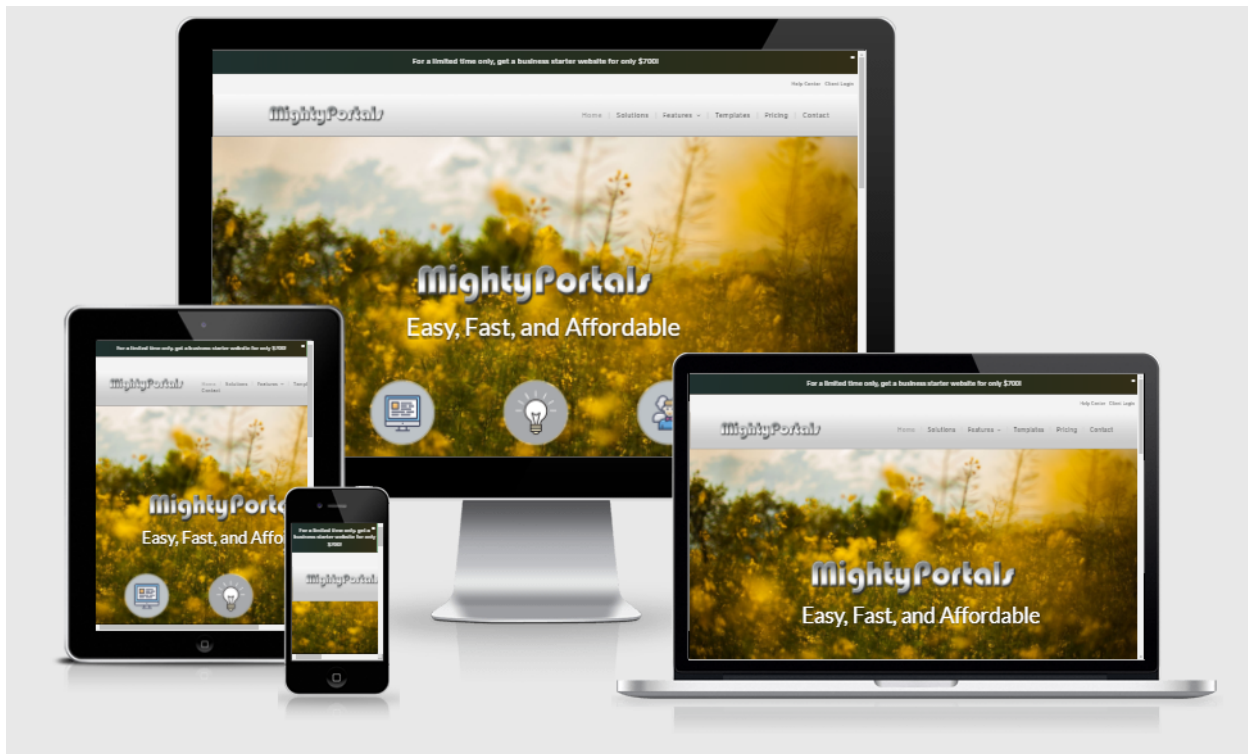 For a limited time only, get a business starter website for only $700!
Help Center Client Login
MightyPortals
Home Solutions Features Templates Pricing Contact
MightyPortals
Easy, Fast, and Affordable
For a limited time only, get a business starter website for only $700!
MightyPortals
Home Solutions Features Templ
Contact
MightyPorta
Easy, Fast, and Affo
For a limited time only, get a
business starter website for only
$700!
MightyPortals
For a limited time only, get a business starter website for only $700!
Help Center Client Login
MightyPortals
Home Solutions Features Templates Pricing Contact
MightyPortals
Easy, Fast, and Affordable